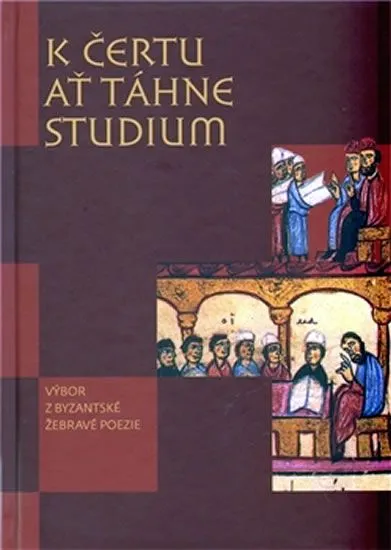 K ČERTU
AŤ TÁHNE
STUDIUM
VÝBOR
Z BYZANTSKÉ
ŽEBRAVÉ POEZIE